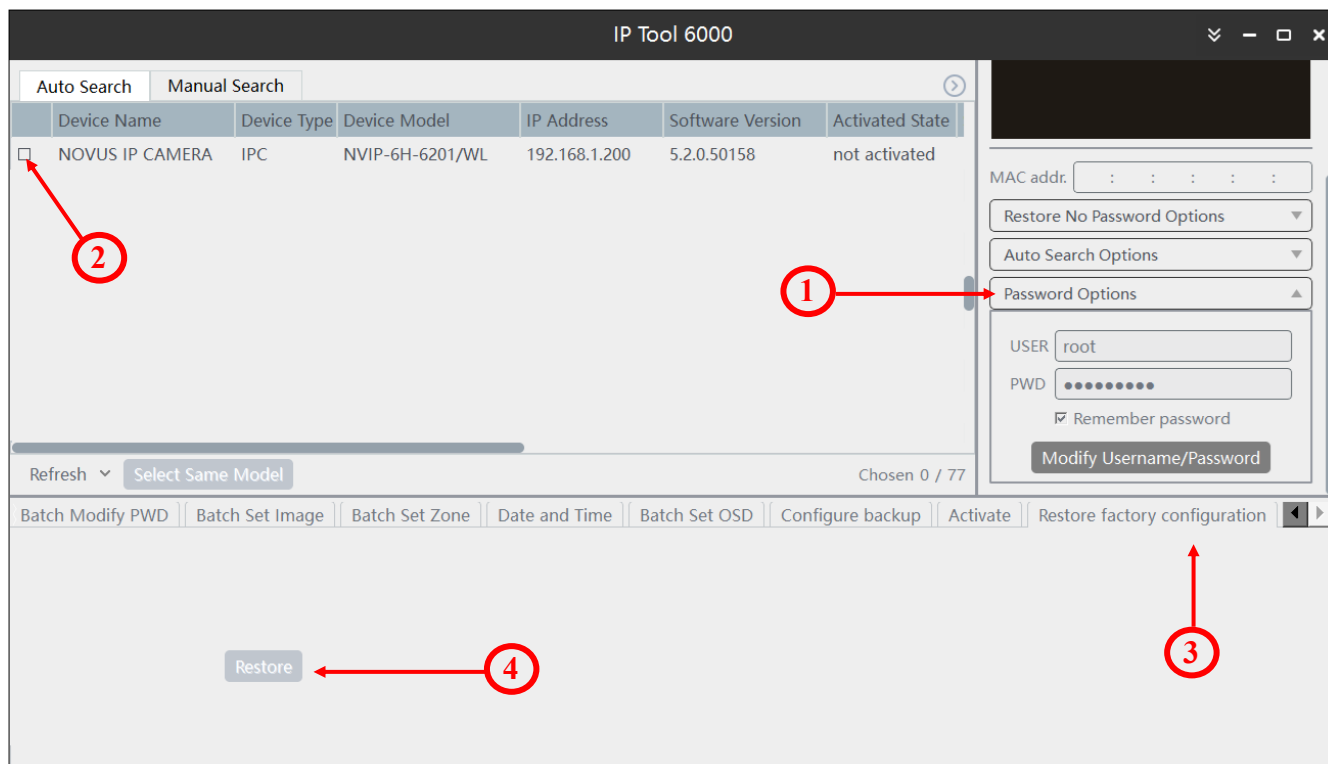 IP Tool 6000
Auto Search Manual Search
Device Name Device Type Device Model IP Address Software Version Activated State
NOVUS IP CAMERA IPC NVIP-6H-6201/WL 192.168.1.200 5.2.0.50158 not activated
2
Refresh Select Same Model Chosen 0 / 77
MAC addr. : : : : :
Restore No Password Options
Auto Search Options
1
Password Options
USER root
PWD ●●●●●●●●●
Remember password
Modify Username/Password
Batch Modify PWD Batch Set Image Batch Set Zone Date and Time Batch Set OSD Configure backup Activate Restore factory configuration
3
Restore
4